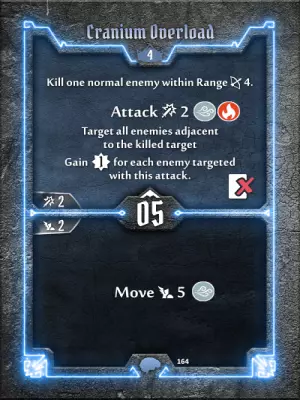 Cranium Overload
4
Kill one normal enemy within Range 4.
Attack 2
Target all enemies adjacent
to the killed target
Gain 1 for each enemy targeted
with this attack.
2
05
2
Move 5
164